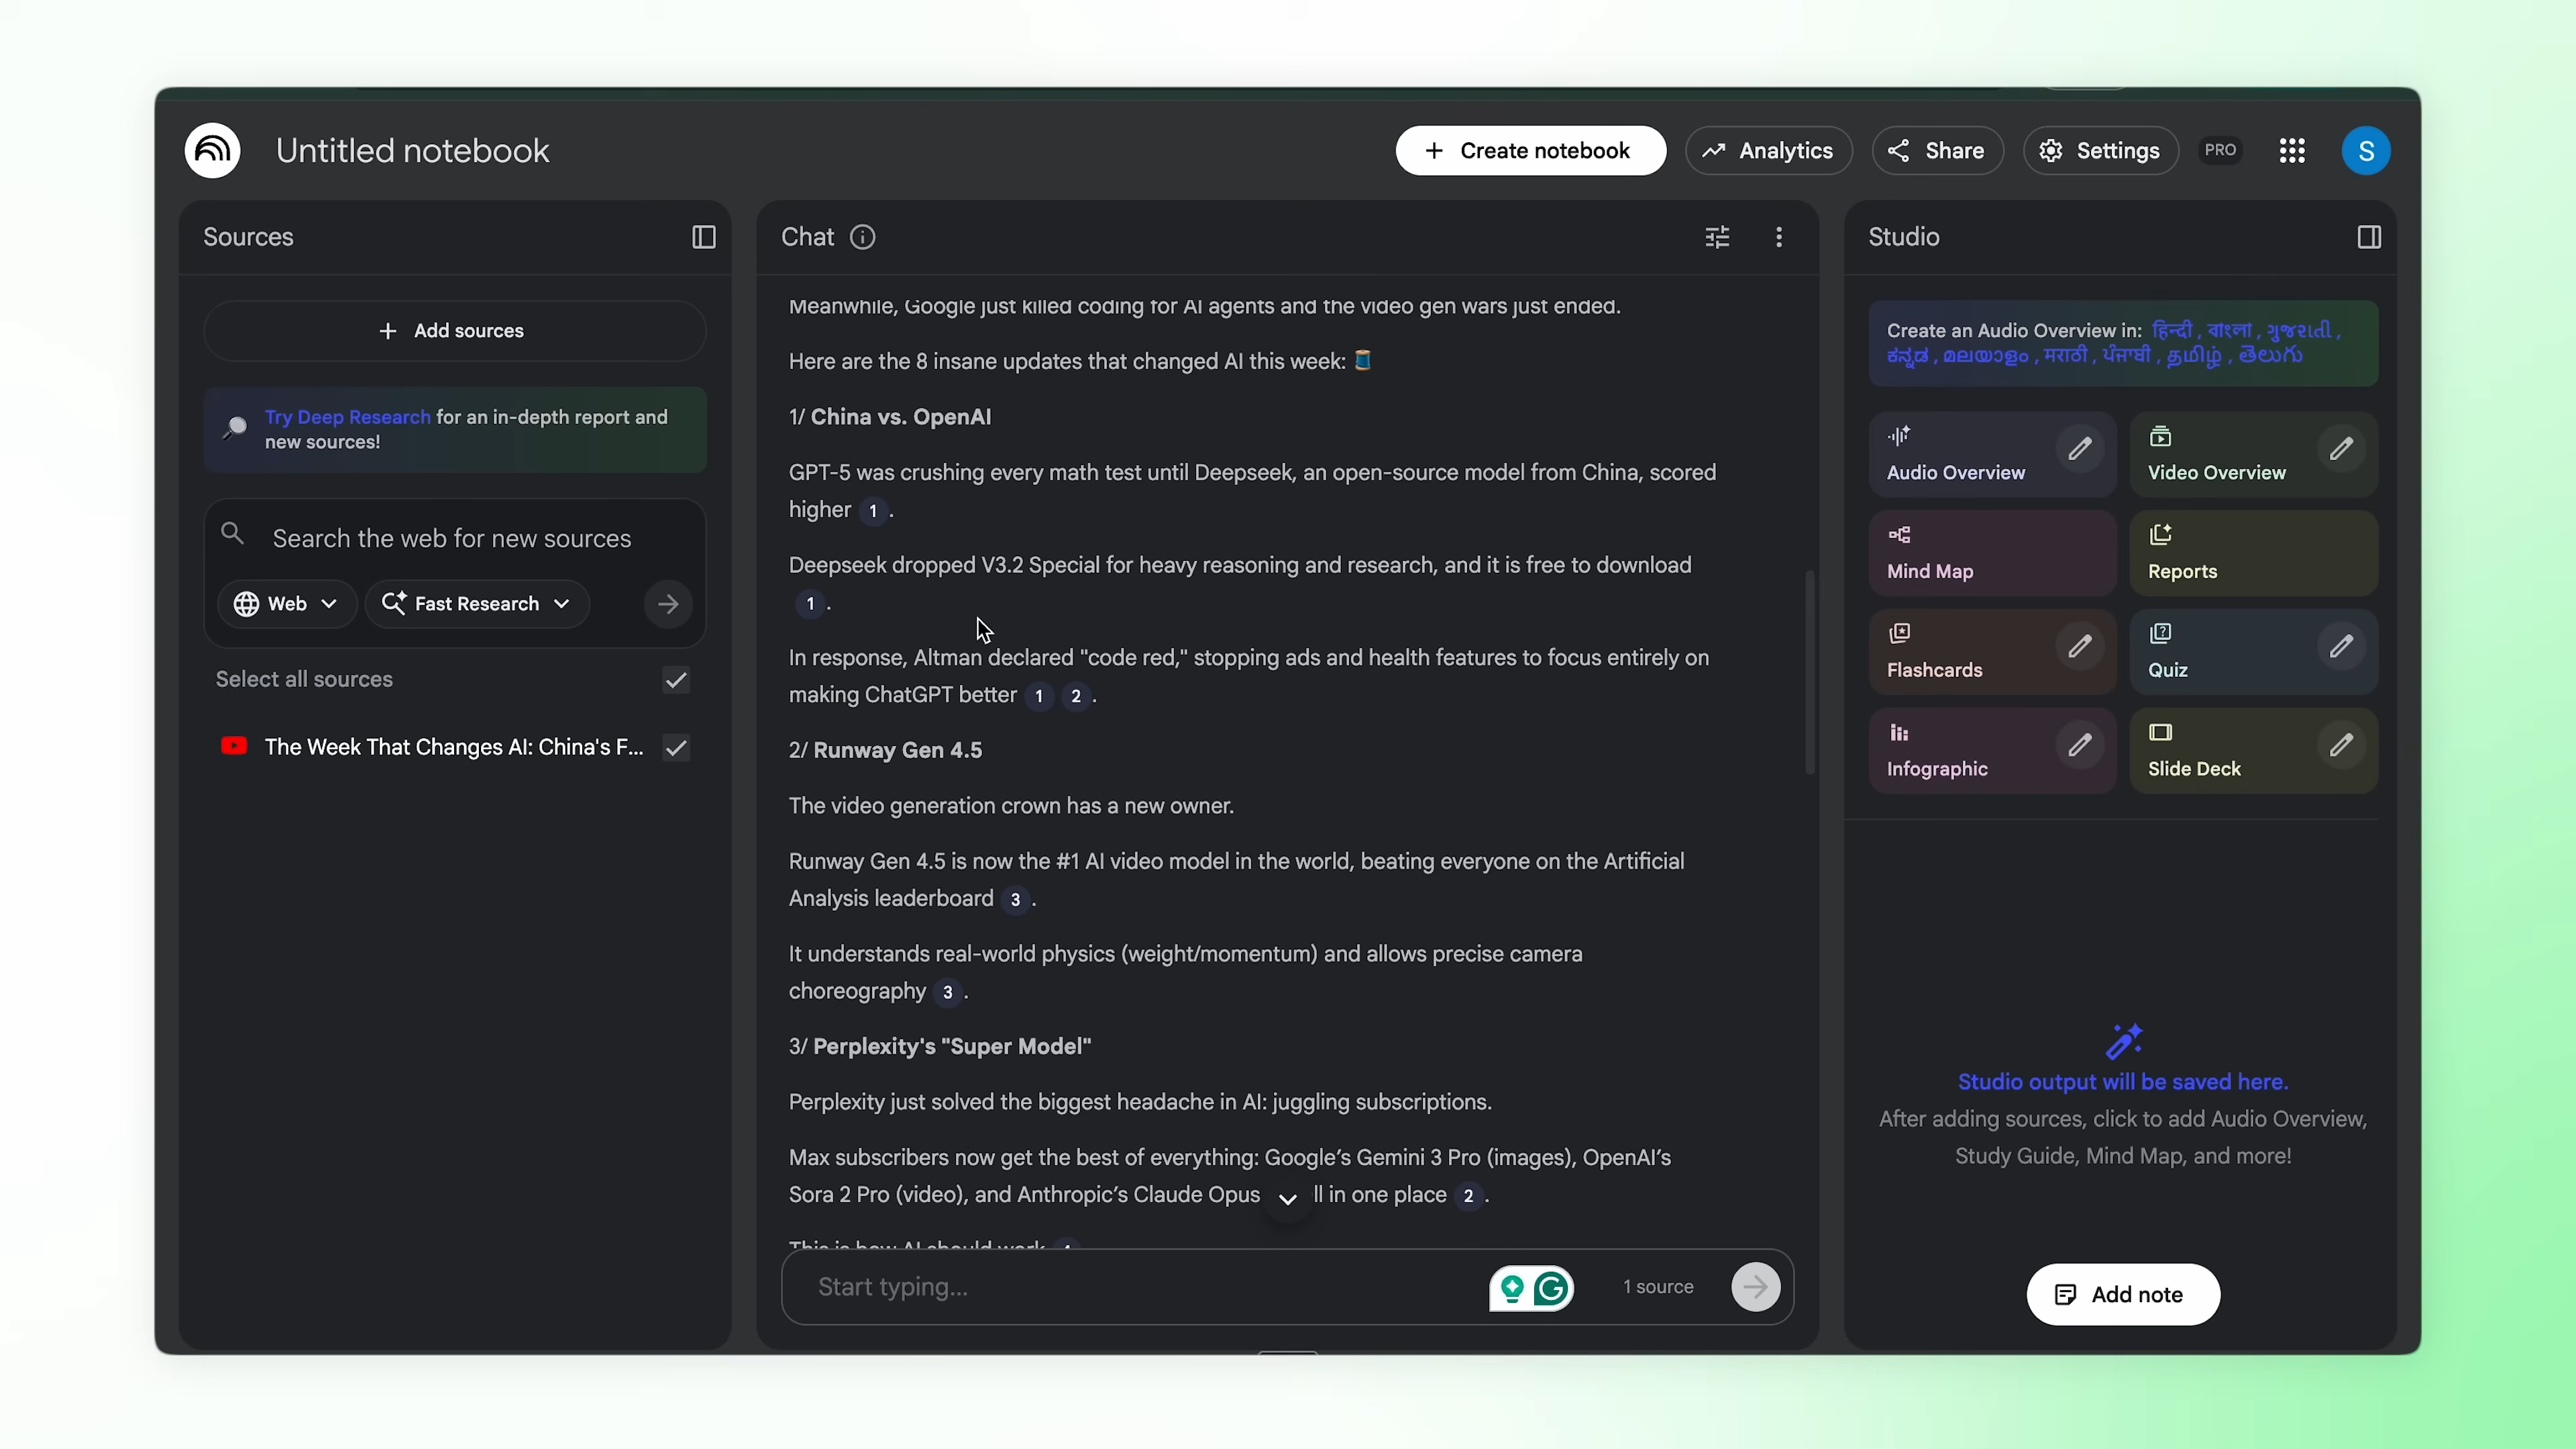 Untitled notebook
Create notebook
Analytics
Share
Settings
PRO
S
Sources
Add sources
Try Deep Research for an in-depth report and
new sources!
Search the web for new sources
Web
Fast Research
Select all sources
The Week That Changes AI: China's F...
Chat
Meanwhile, Google just killed coding for AI agents and the video gen wars just ended.
Here are the 8 insane updates that changed AI this week:
1/ China vs. OpenAI
GPT-5 was crushing every math test until Deepseek, an open-source model from China, scored
higher 1.
Deepseek dropped V3.2 Special for heavy reasoning and research, and it is free to download
1.
In response, Altman declared "code red," stopping ads and health features to focus entirely on
making ChatGPT better 1 2.
2/ Runway Gen 4.5
The video generation crown has a new owner.
Runway Gen 4.5 is now the #1 AI video model in the world, beating everyone on the Artificial
Analysis leaderboard 3.
It understands real-world physics (weight/momentum) and allows precise camera
choreography 3.
3/ Perplexity's "Super Model"
Perplexity just solved the biggest headache in AI: juggling subscriptions.
Max subscribers now get the best of everything: Google's Gemini 3 Pro (images), OpenAI's
Sora 2 Pro (video), and Anthropic's Claude Opus ll in one place 2.
This is how AI should work
Start typing...
1 source
Studio
Create an Audio Overview in: हिन्दी, বাংলা, ગુજરાતી,
ಕನ್ನಡ, മലയാളം, मराठी, ਪੰਜਾਬੀ, தமிழ், తెలుగు
Audio Overview
Video Overview
Mind Map
Reports
Flashcards
Quiz
Infographic
Slide Deck
Studio output will be saved here.
After adding sources, click to add Audio Overview,
Study Guide, Mind Map, and more!
Add note